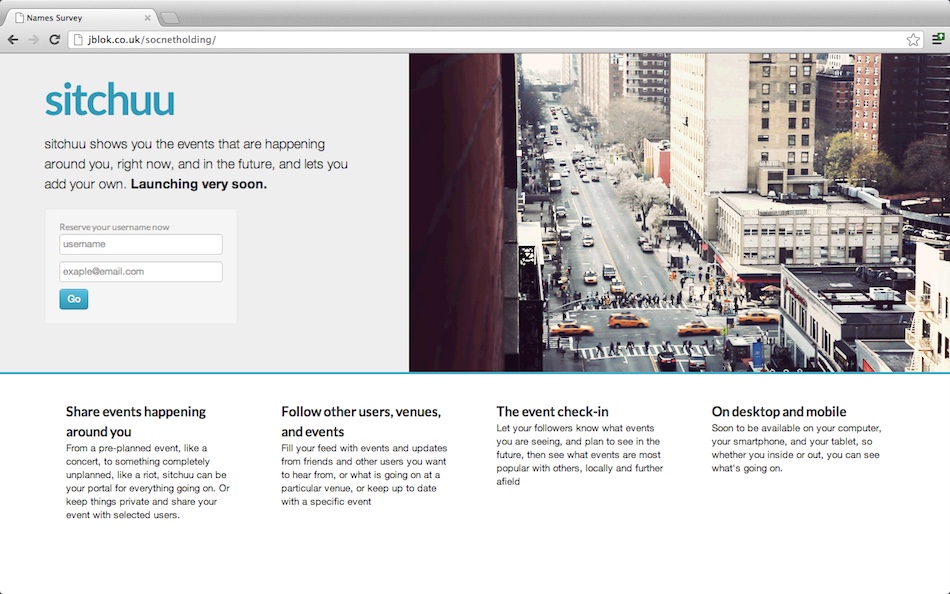 Names Survey
jblok.co.uk/socnetholding/
sitchuu
sitchuu shows you the events that are happening
around you, right now, and in the future, and lets you
add your own. Launching very soon.
Reserve your username now
username
exaple@email.com
Go
Share events happening
around you
From a pre-planned event, like a
concert, to something completely
unplanned, like a riot, sitchuu can be
your portal for everything going on. Or
keep things private and share your
event with selected users.
Follow other users, venues,
and events
Fill your feed with events and updates
from friends and other users you want
to hear from, or what is going on at a
particular venue, or keep up to date
with a specific event
The event check-in
Let your followers know what events
you are seeing, and plan to see in the
future, then see what events are most
popular with others, locally and further
afield
On desktop and mobile
Soon to be available on your computer,
your smartphone, and your tablet, so
whether you inside or out, you can see
what's going on.